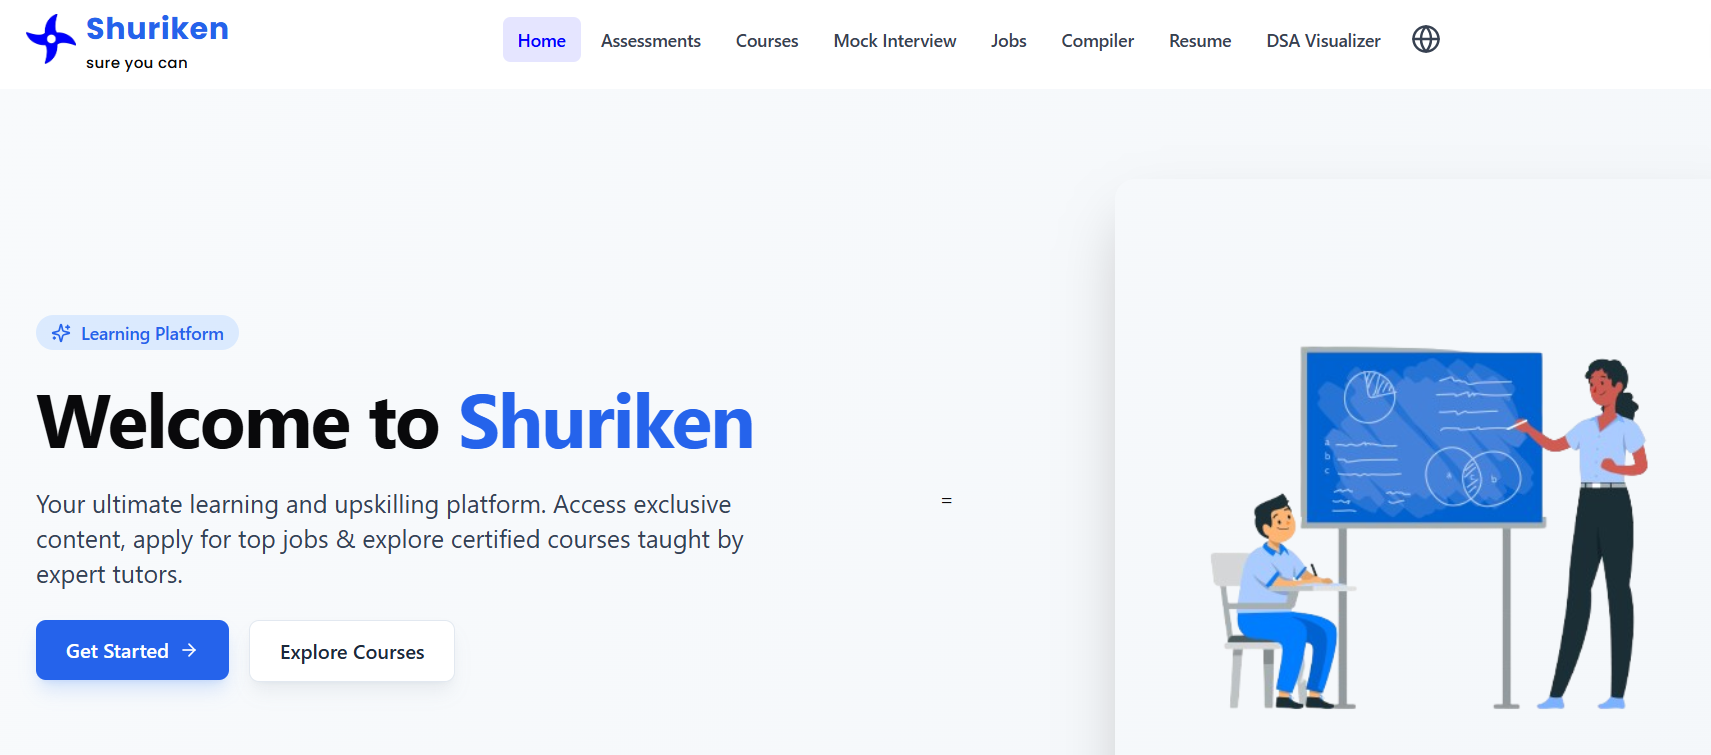 Shuriken
sure you can
Home Assessments Courses Mock Interview Jobs Compiler Resume DSA Visualizer
Learning Platform
Welcome to Shuriken
Your ultimate learning and upskilling platform. Access exclusive
content, apply for top jobs & explore certified courses taught by
expert tutors.
=
Get Started
Explore Courses
a
b
c
a c b